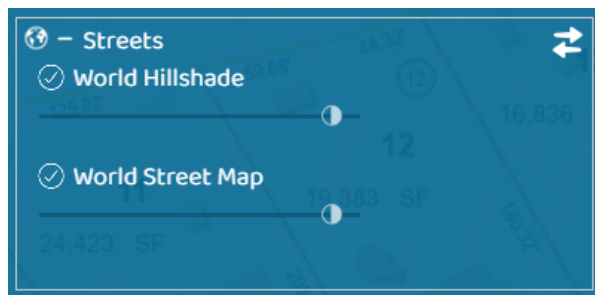 – Streets
44.32'
World Hillshade
59.68'
12
125.82'
16,836
12
World Street Map
11
19,383 SF
180.32'
24,423 SF